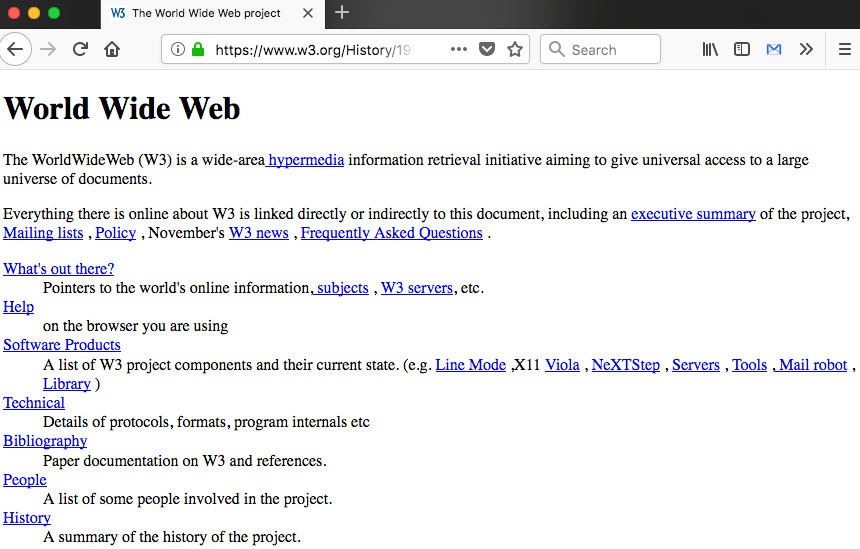 W3 The World Wide Web project
https://www.w3.org/History/19
Search
World Wide Web
The WorldWideWeb (W3) is a wide-area hypermedia information retrieval initiative aiming to give universal access to a large
universe of documents.
Everything there is online about W3 is linked directly or indirectly to this document, including an executive summary of the project,
Mailing lists , Policy , November's W3 news , Frequently Asked Questions .
What's out there?
Pointers to the world's online information, subjects , W3 servers, etc.
Help
on the browser you are using
Software Products
A list of W3 project components and their current state. (e.g. Line Mode ,X11 Viola , NeXTStep , Servers , Tools , Mail robot ,
Library )
Technical
Details of protocols, formats, program internals etc
Bibliography
Paper documentation on W3 and references.
People
A list of some people involved in the project.
History
A summary of the history of the project.